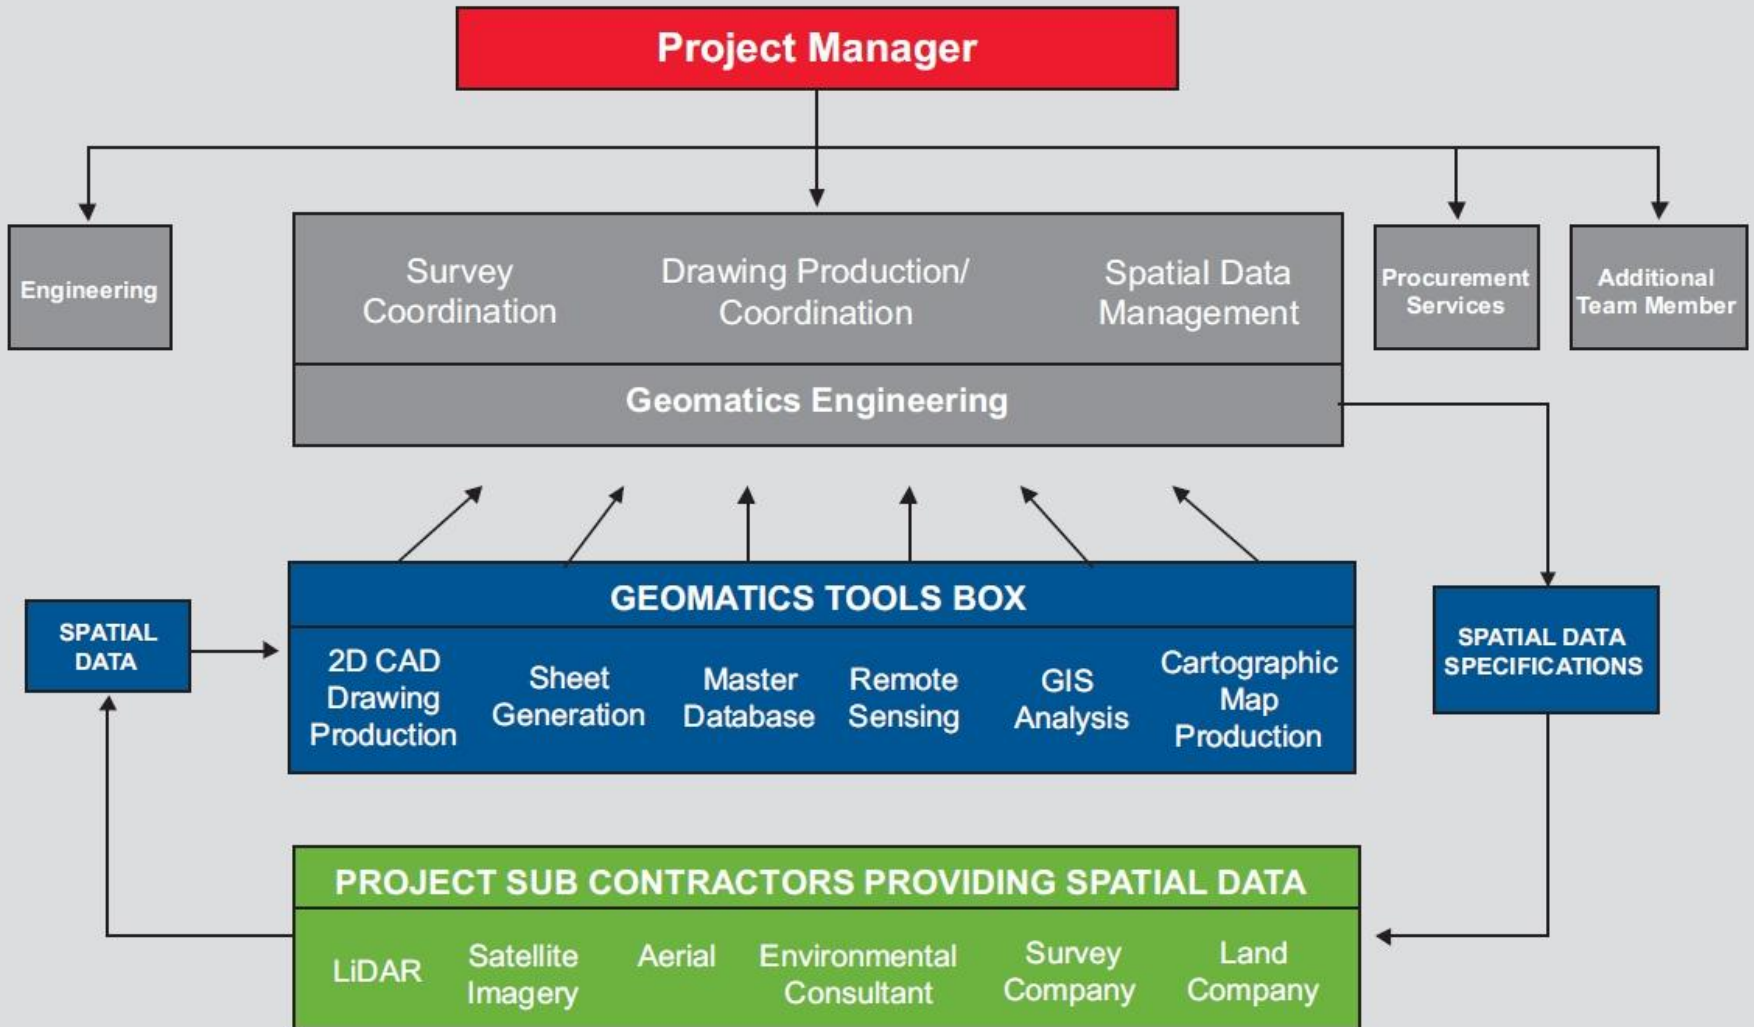 Project Manager
Engineering
Survey
Coordination
Drawing Production/
Coordination
Spatial Data
Management
Procurement
Services
Additional
Team Member
Geomatics Engineering
SPATIAL
DATA
GEOMATICS TOOLS BOX
2D CAD
Drawing
Production
Sheet
Generation
Master
Database
Remote
Sensing
GIS
Analysis
Cartographic
Map
Production
SPATIAL DATA
SPECIFICATIONS
PROJECT SUB CONTRACTORS PROVIDING SPATIAL DATA
LiDAR
Satellite
Imagery
Aerial
Environmental
Consultant
Survey
Company
Land
Company